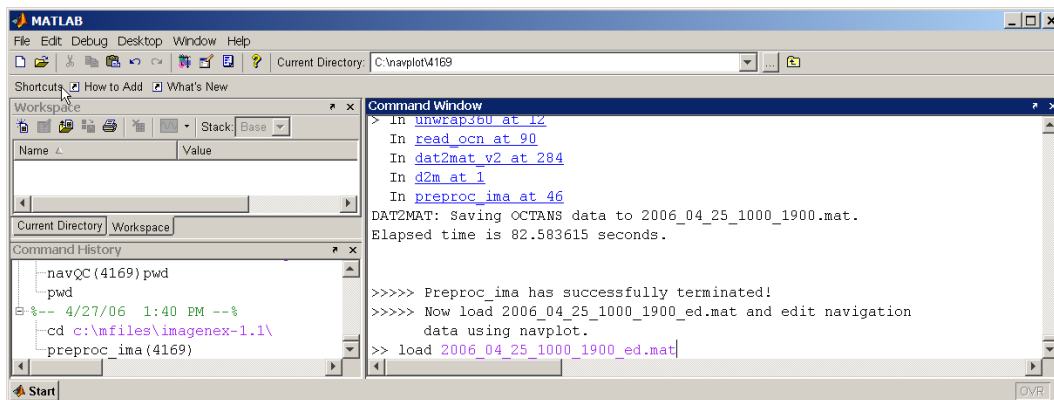 MATLAB
File Edit Debug Desktop Window Help
Current Directory: C:\navplot\4169
Shortcuts How to Add What's New
Workspace
Stack: Base
Name Value
Current Directory Workspace
Command History
navQC(4169)pwd
pwd
%-- 4/27/06 1:40 PM --%
cd c:\mfiles\imagenex-1.1\
preproc_ima(4169)
Command Window
> In unwrap360 at 12
In read_ocn at 90
In dat2mat_v2 at 284
In d2m at 1
In preproc_ima at 46
DAT2MAT: Saving OCTANS data to 2006_04_25_1000_1900.mat.
Elapsed time is 82.583615 seconds.
>>>>> Preproc_ima has successfully terminated!
>>>>> Now load 2006_04_25_1000_1900_ed.mat and edit navigation
data using navplot.
>> load 2006_04_25_1000_1900_ed.mat
Start
OVR